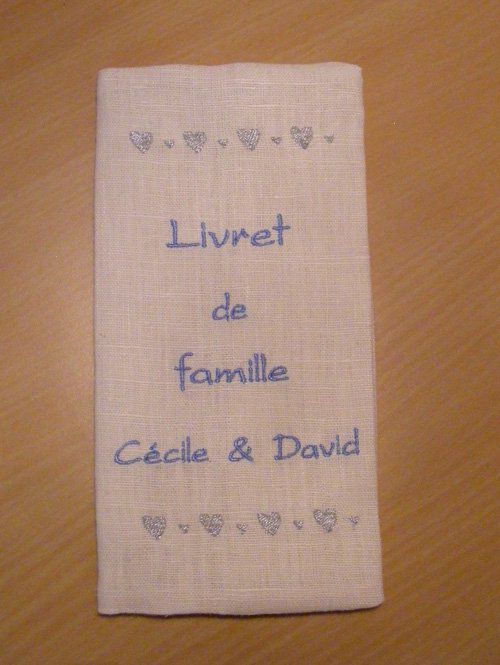 Livret
de
famille
Cécile & David